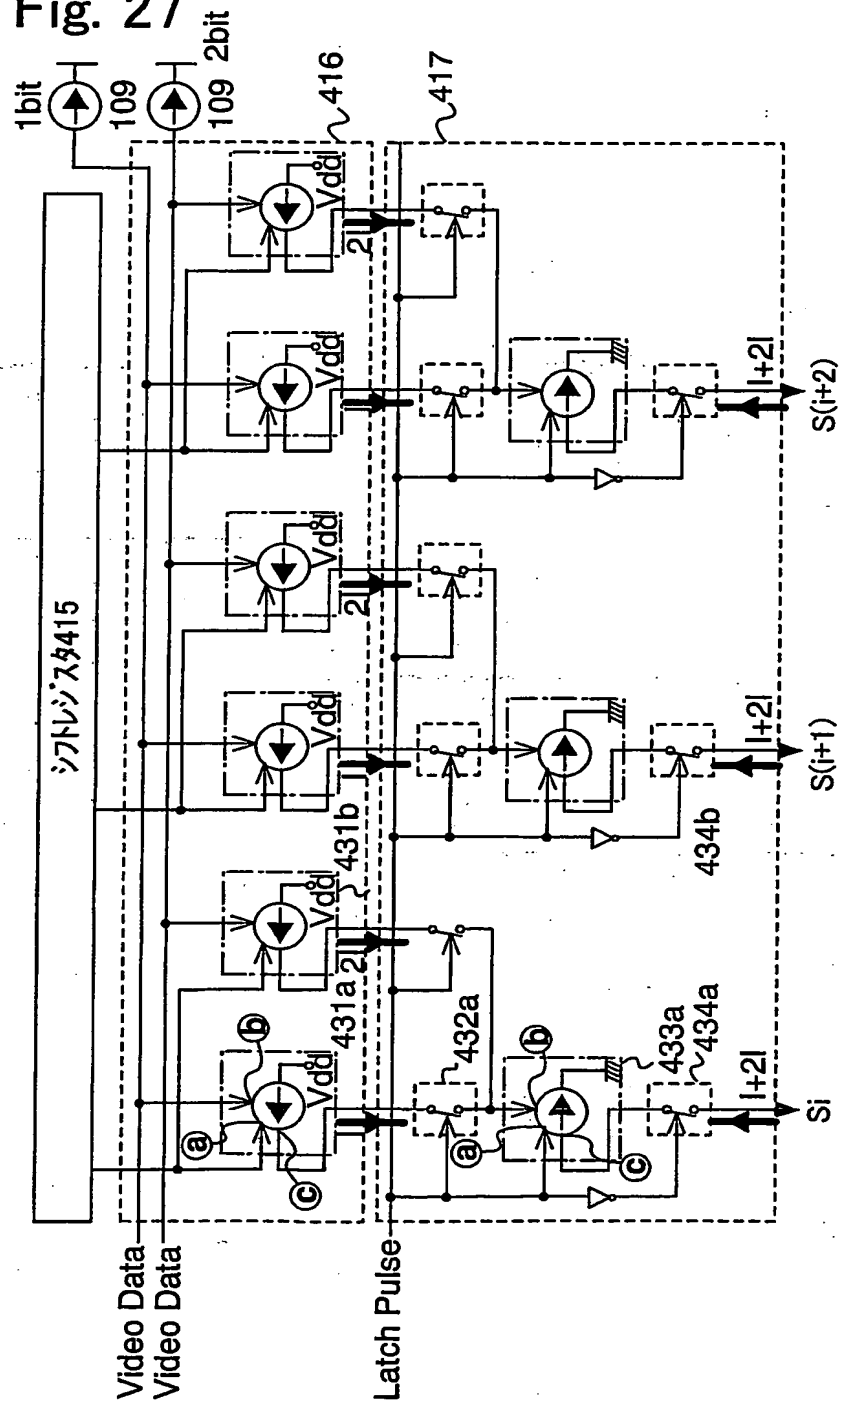 Fig. 27
1bit
109
2bit
109
シフトレジスタ415
416
417
Video Data
Video Data
Latch Pulse
Vdd
Vdd
Vdd
Vdd
Vdd
Vdd
431a
431b
a
b
c
I
2I
I
2I
I
2I
432a
a
b
c
433a
434a
434b
I+2I
I+2I
I+2I
Si
S(i+1)
S(i+2)